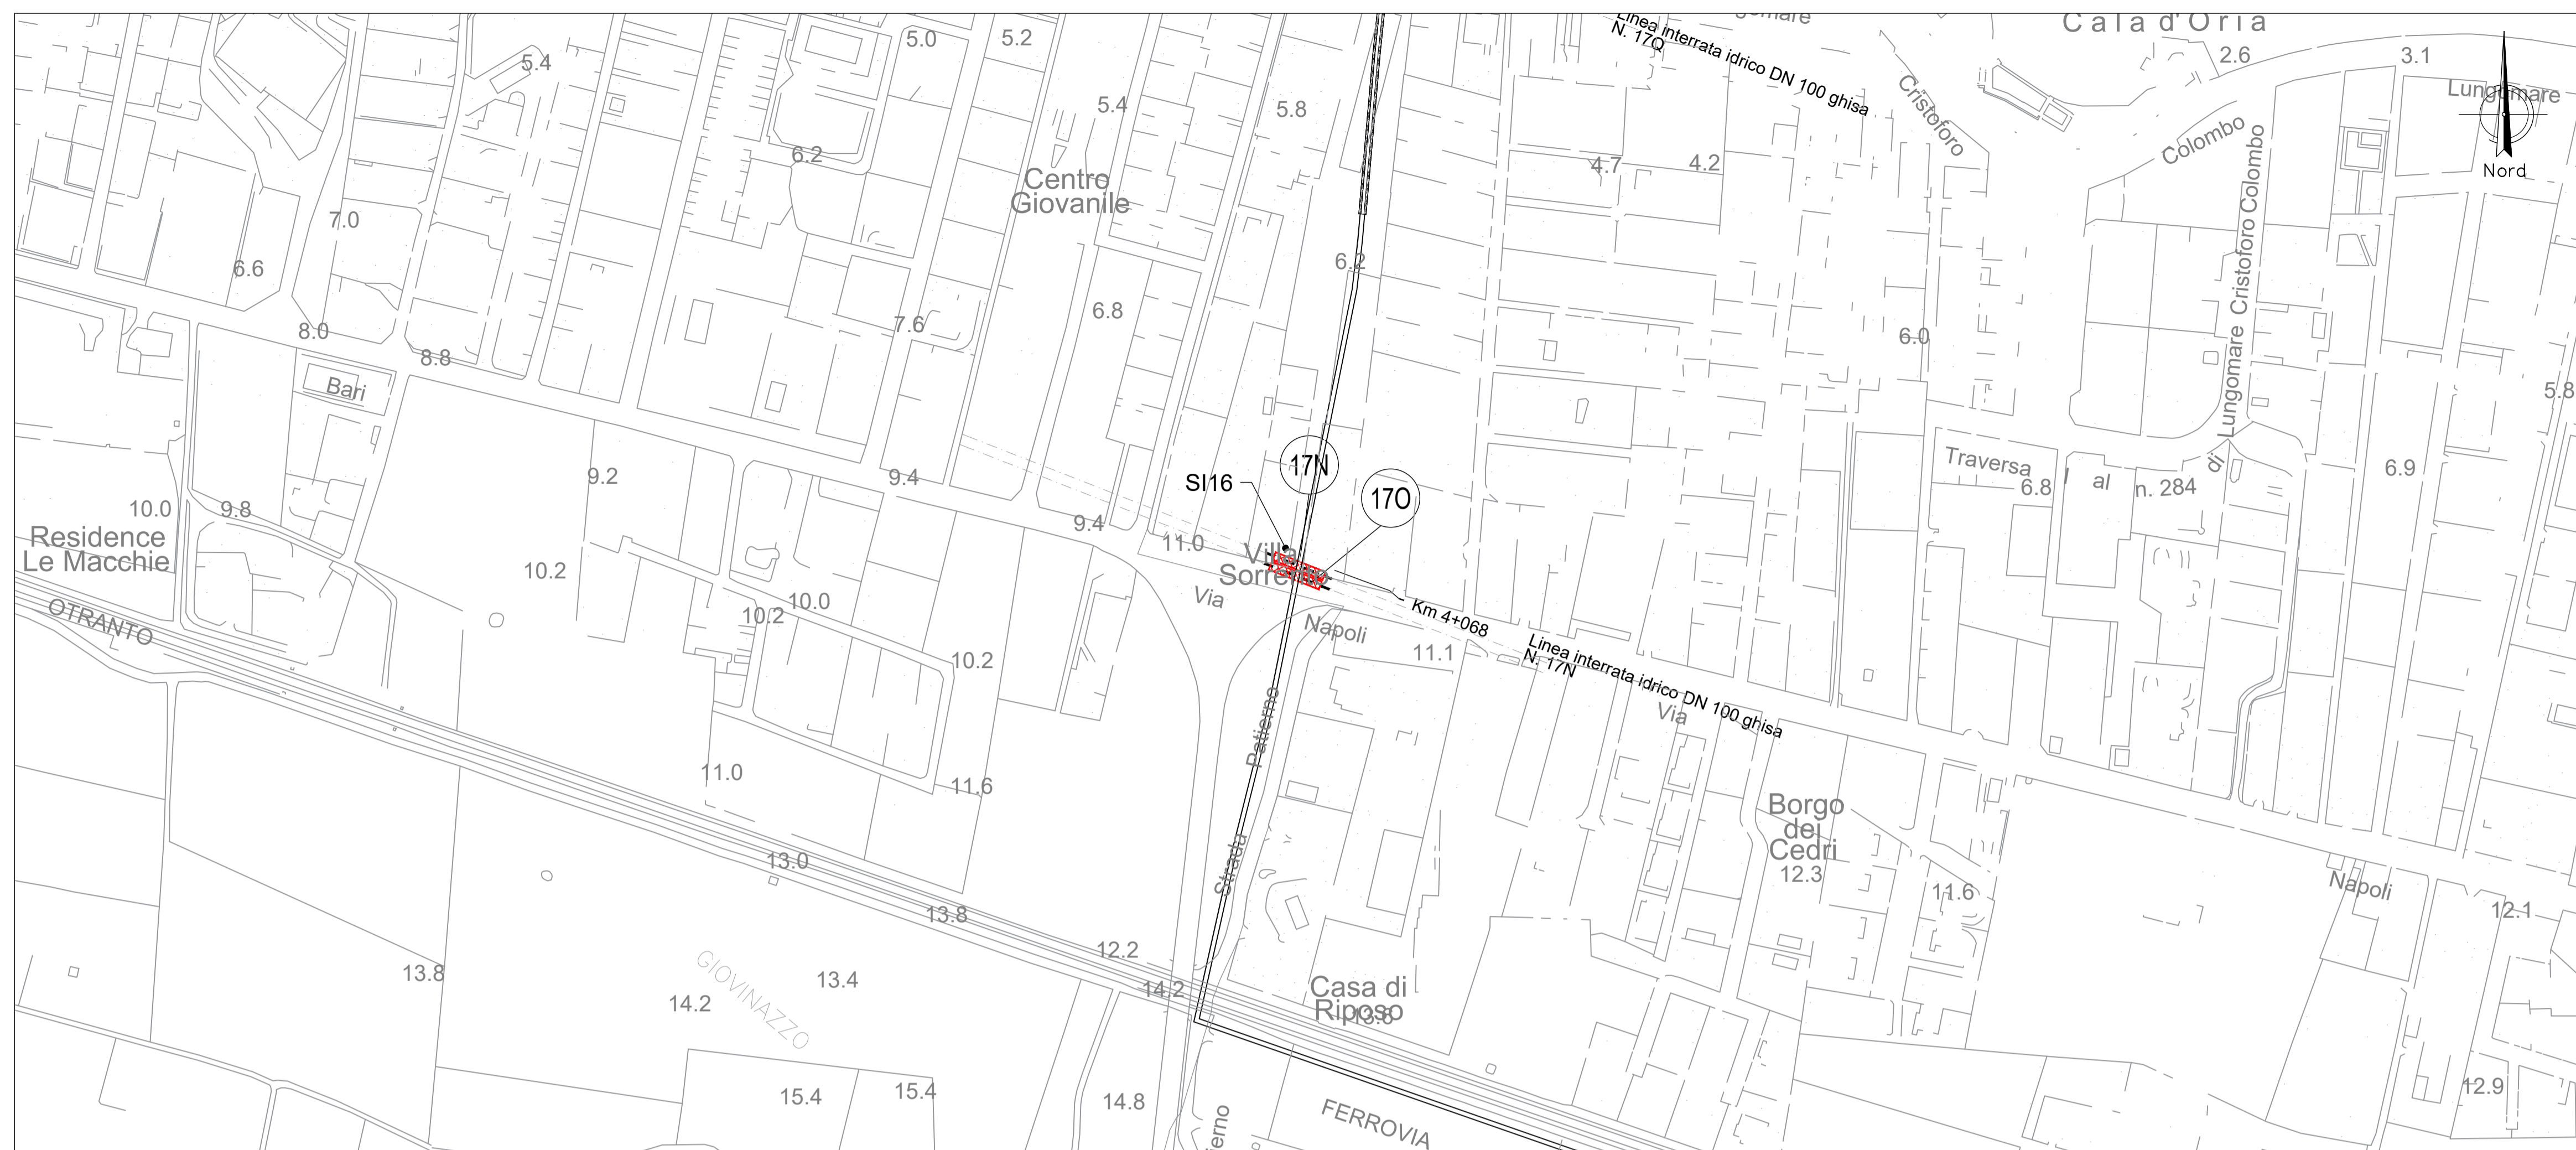 Linea interrata idrico DN 100 ghisa
N. 17Q
Cala d'Oria
5.0
5.2
2.6
3.1
5.4
Lungomare
5.4
5.8
Cristoforo
Colombo
Nord
6.2
4.7
4.2
Centro
Giovanile
7.0
6.6
6.2
Lungomare Cristoforo Colombo
di
6.8
8.0
7.6
6.0
8.8
Bari
5.8
17N
SI16
17O
9.2
9.4
Traversa
I al n. 284
6.8
6.9
10.0
9.8
9.4
Residence
Le Macchie
11.0
Villa
10.2
Via
Km 4+068
OTRANTO
10.2
10.0
Napoli
11.1
Linea interrata idrico DN 100 ghisa
N. 17N
10.2
Via
Patierno
Strada
11.0
11.6
Borgo
dei
Cedri
12.3
13.0
11.6
Napoli
12.1
13.8
12.2
13.8
GIOVINAZZO
13.4
14.2
14.2
Casa di
Riposo
13.6
15.4
15.4
14.8
12.9
FERROVIA
ierno